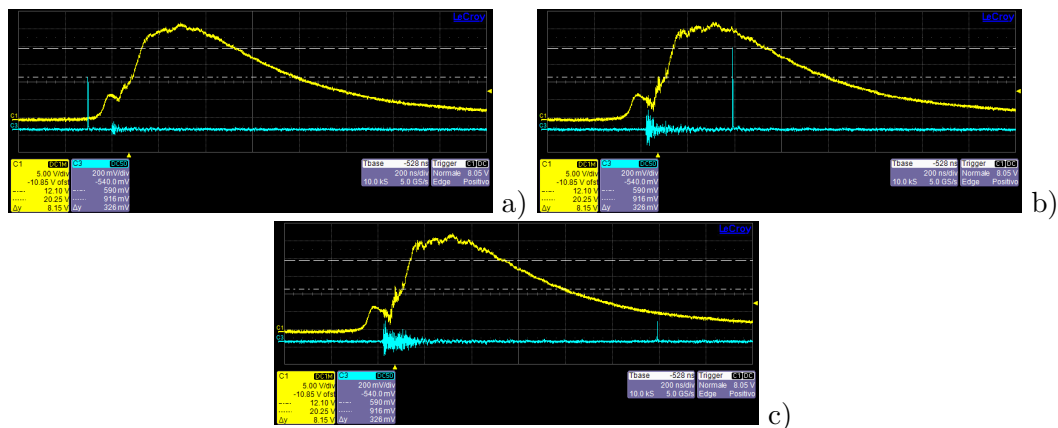 LeCroy
C1
C3
C1 DC1M
5.00 V/div
-10.85 V ofst
12.10 V
20.25 V
Δy 8.15 V
C3 DC50
200 mV/div
-540.0 mV
590 mV
916 mV
Δy 326 mV
Tbase -528 ns
200 ns/div
10.0 kS 5.0 GS/s
Trigger C1 DC
Normale 8.05 V
Edge Positivo
a)
LeCroy
C1
C3
C1 DC1M
5.00 V/div
-10.85 V ofst
12.10 V
20.25 V
Δy 8.15 V
C3 DC50
200 mV/div
-540.0 mV
590 mV
916 mV
Δy 326 mV
Tbase -528 ns
200 ns/div
10.0 kS 5.0 GS/s
Trigger C1 DC
Normale 8.05 V
Edge Positivo
b)
LeCroy
C1
C3
C1 DC1M
5.00 V/div
-10.85 V ofst
12.10 V
20.25 V
Δy 8.15 V
C3 DC50
200 mV/div
-540.0 mV
590 mV
916 mV
Δy 326 mV
Tbase -528 ns
200 ns/div
10.0 kS 5.0 GS/s
Trigger C1 DC
Normale 8.05 V
Edge Positivo
c)